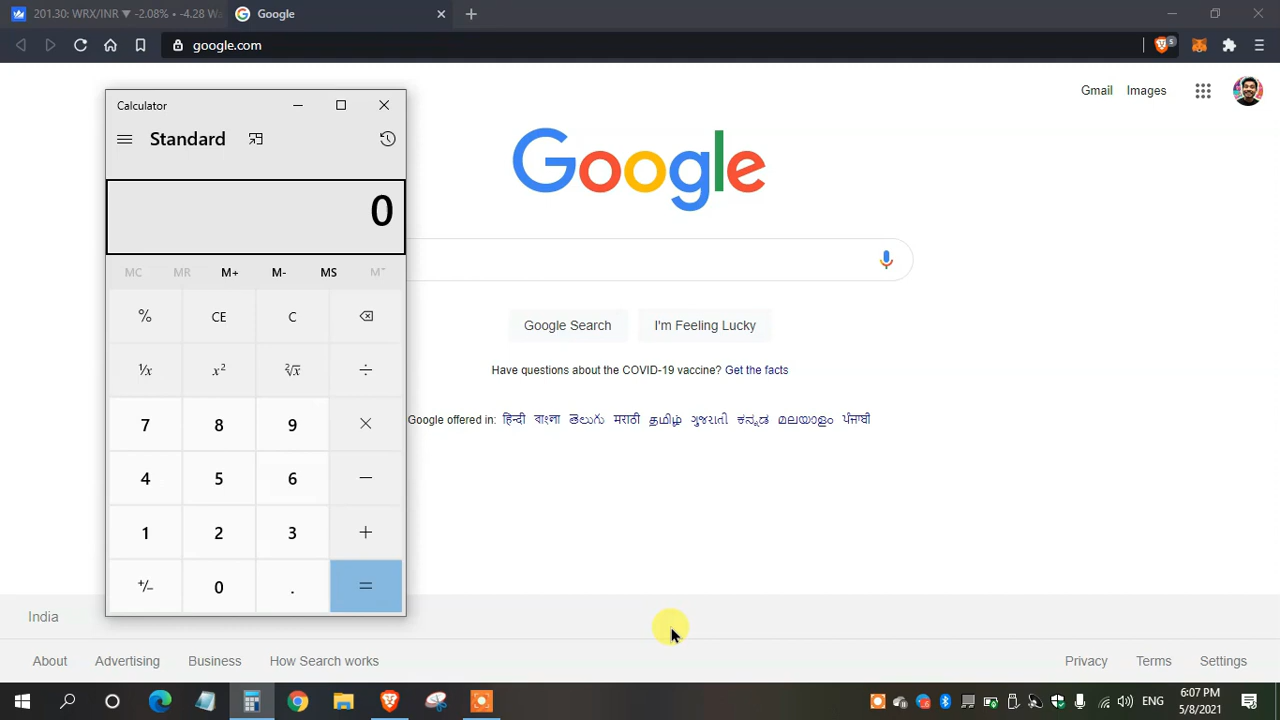 201.30: WRX/INR ▼ -2.08% • -4.28 Wa
Google
google.com
5
Gmail Images
Calculator
Standard
0
MC MR M+ M- MS M˅
% CE C
¹/x x² ²√x ÷
7 8 9 ×
4 5 6 −
1 2 3 +
+/− 0 . =
Google
Google Search I'm Feeling Lucky
Have questions about the COVID-19 vaccine? Get the facts
Google offered in: हिन्दी বাংলা తెలుగు मराठी தமிழ் ગુજરાતી ಕನ್ನಡ മലയാളം ਪੰਜਾਬੀ
India
About Advertising Business How Search works Privacy Terms Settings
ENG
6:07 PM
5/8/2021